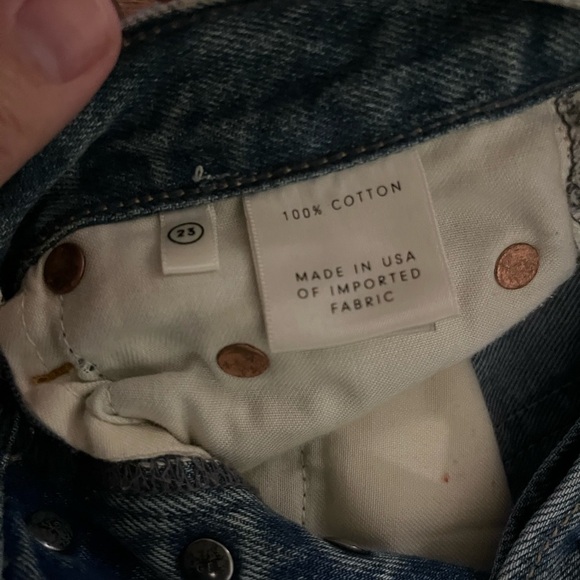 23
100% COTTON
MADE IN USA
OF IMPORTED
FABRIC